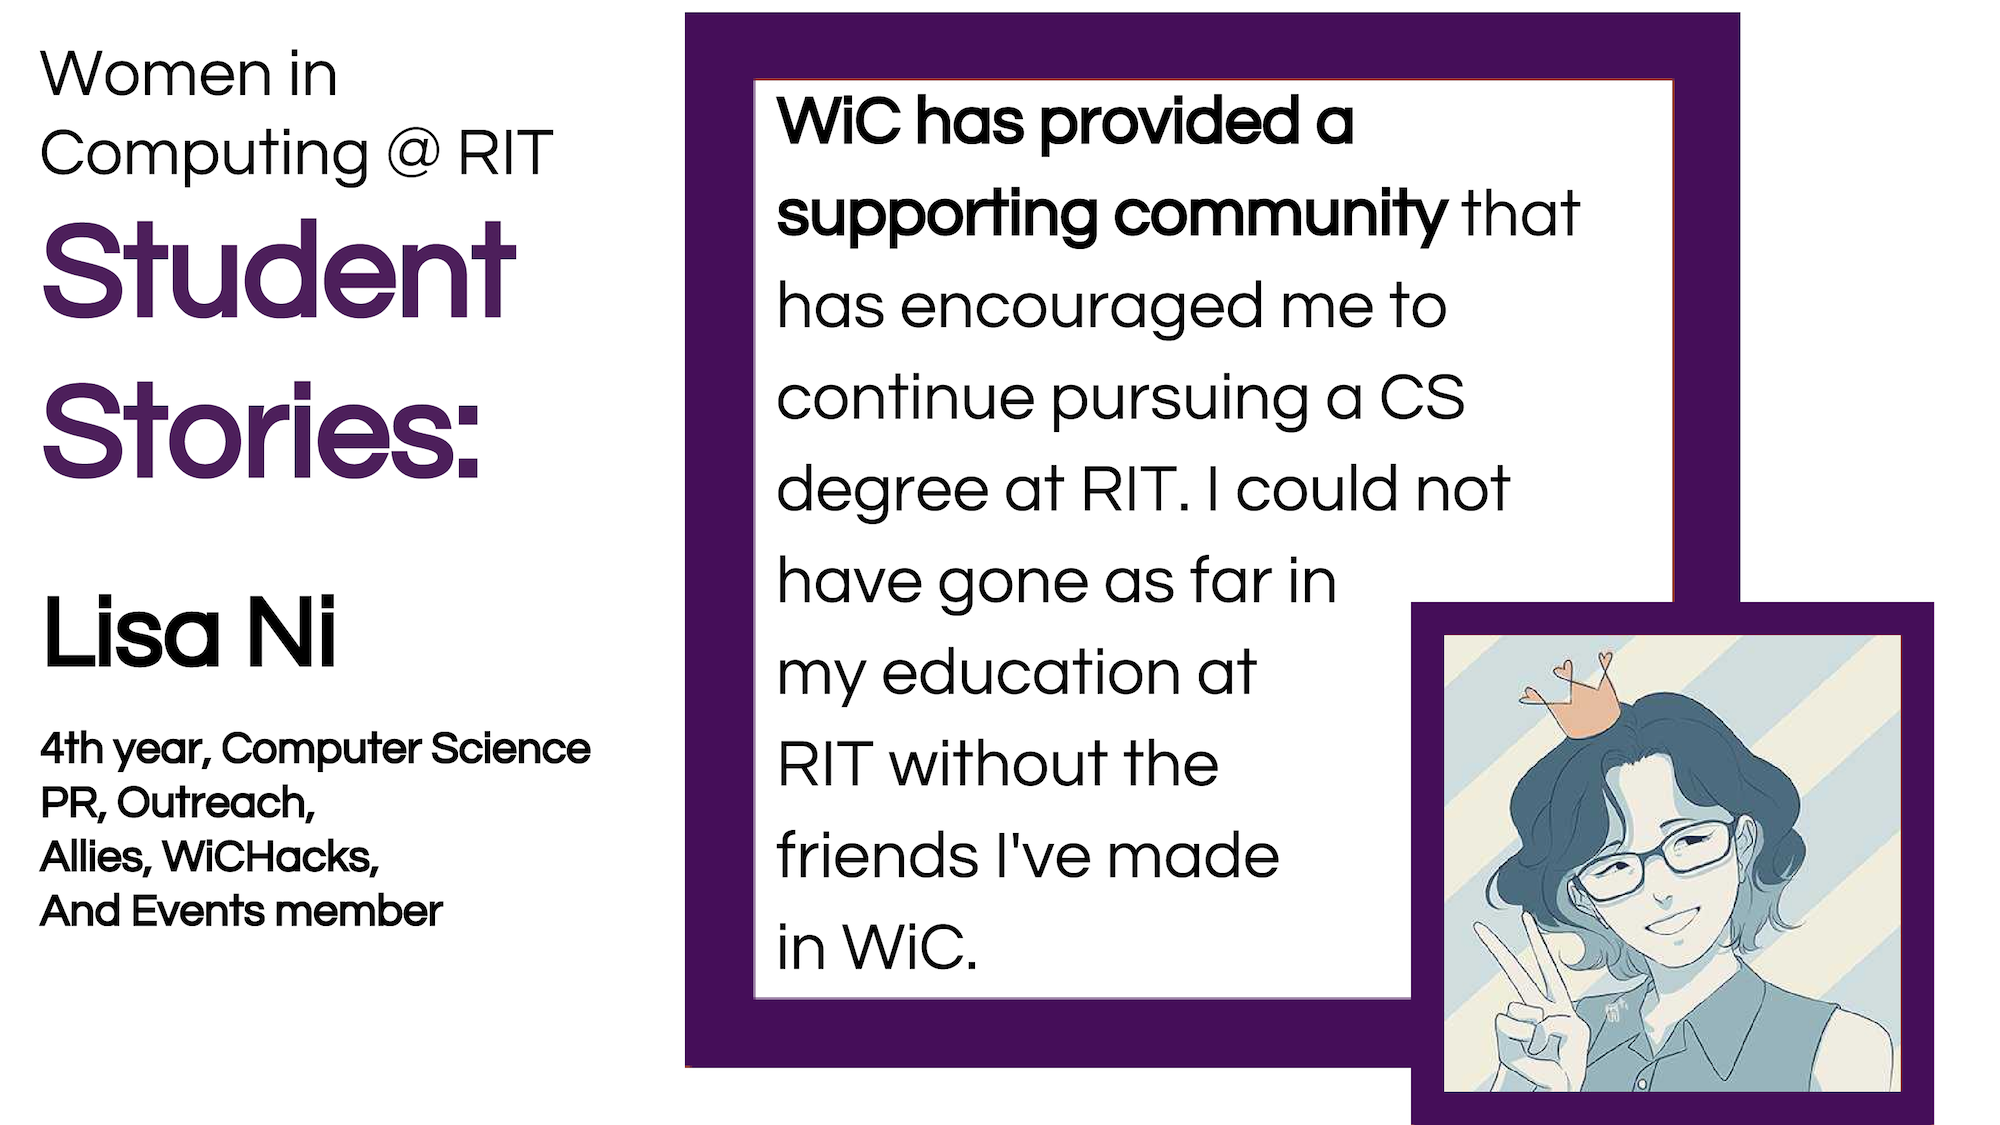 Women in
Computing @ RIT
Student
Stories:
Lisa Ni
4th year, Computer Science
PR, Outreach,
Allies, WiCHacks,
And Events member
WiC has provided a
supporting community that
has encouraged me to
continue pursuing a CS
degree at RIT. I could not
have gone as far in
my education at
RIT without the
friends I've made
in WiC.